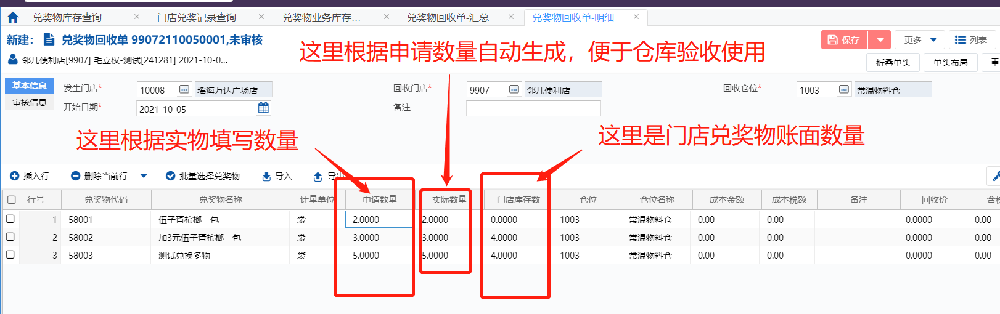 兑奖物库存查询 × 门店兑奖记录查询 × 兑奖物业务库存... × 兑奖物回收单-汇总 × 兑奖物回收单-明细 ×
新建： 兑奖物回收单 99072110050001,未审核
保存 更多 列表
这里根据申请数量自动生成，便于仓库验收使用
邻几便利店[9907] 毛立权-测试[241281] 2021-10-0...
折叠单头 单头布局 重
基本信息 发生门店* 10008 瑶海万达广场店 回收门店* 9907 邻几便利店 回收仓位* 1003 常温物料仓
审核信息 开始日期* 2021-10-05 备注
这里根据实物填写数量
这里是门店兑奖物账面数量
插入行 删除当前行 批量选择兑奖物 导入 导出
行号 兑奖物代码 兑奖物名称 计量单位 申请数量 实际数量 门店库存数 仓位 仓位名称 成本金额 成本税额 备注 回收价 含税
1 58001 伍子胥槟榔一包 袋 2.0000 2.0000 0.0000 1003 常温物料仓 0.00 0.00 0.0000 0.00
2 58002 加3元伍子胥槟榔一包 袋 3.0000 3.0000 4.0000 1003 常温物料仓 0.00 0.00 0.0000 0.00
3 58003 测试兑换多物 袋 5.0000 5.0000 4.0000 1003 常温物料仓 0.00 0.00 0.0000 0.00